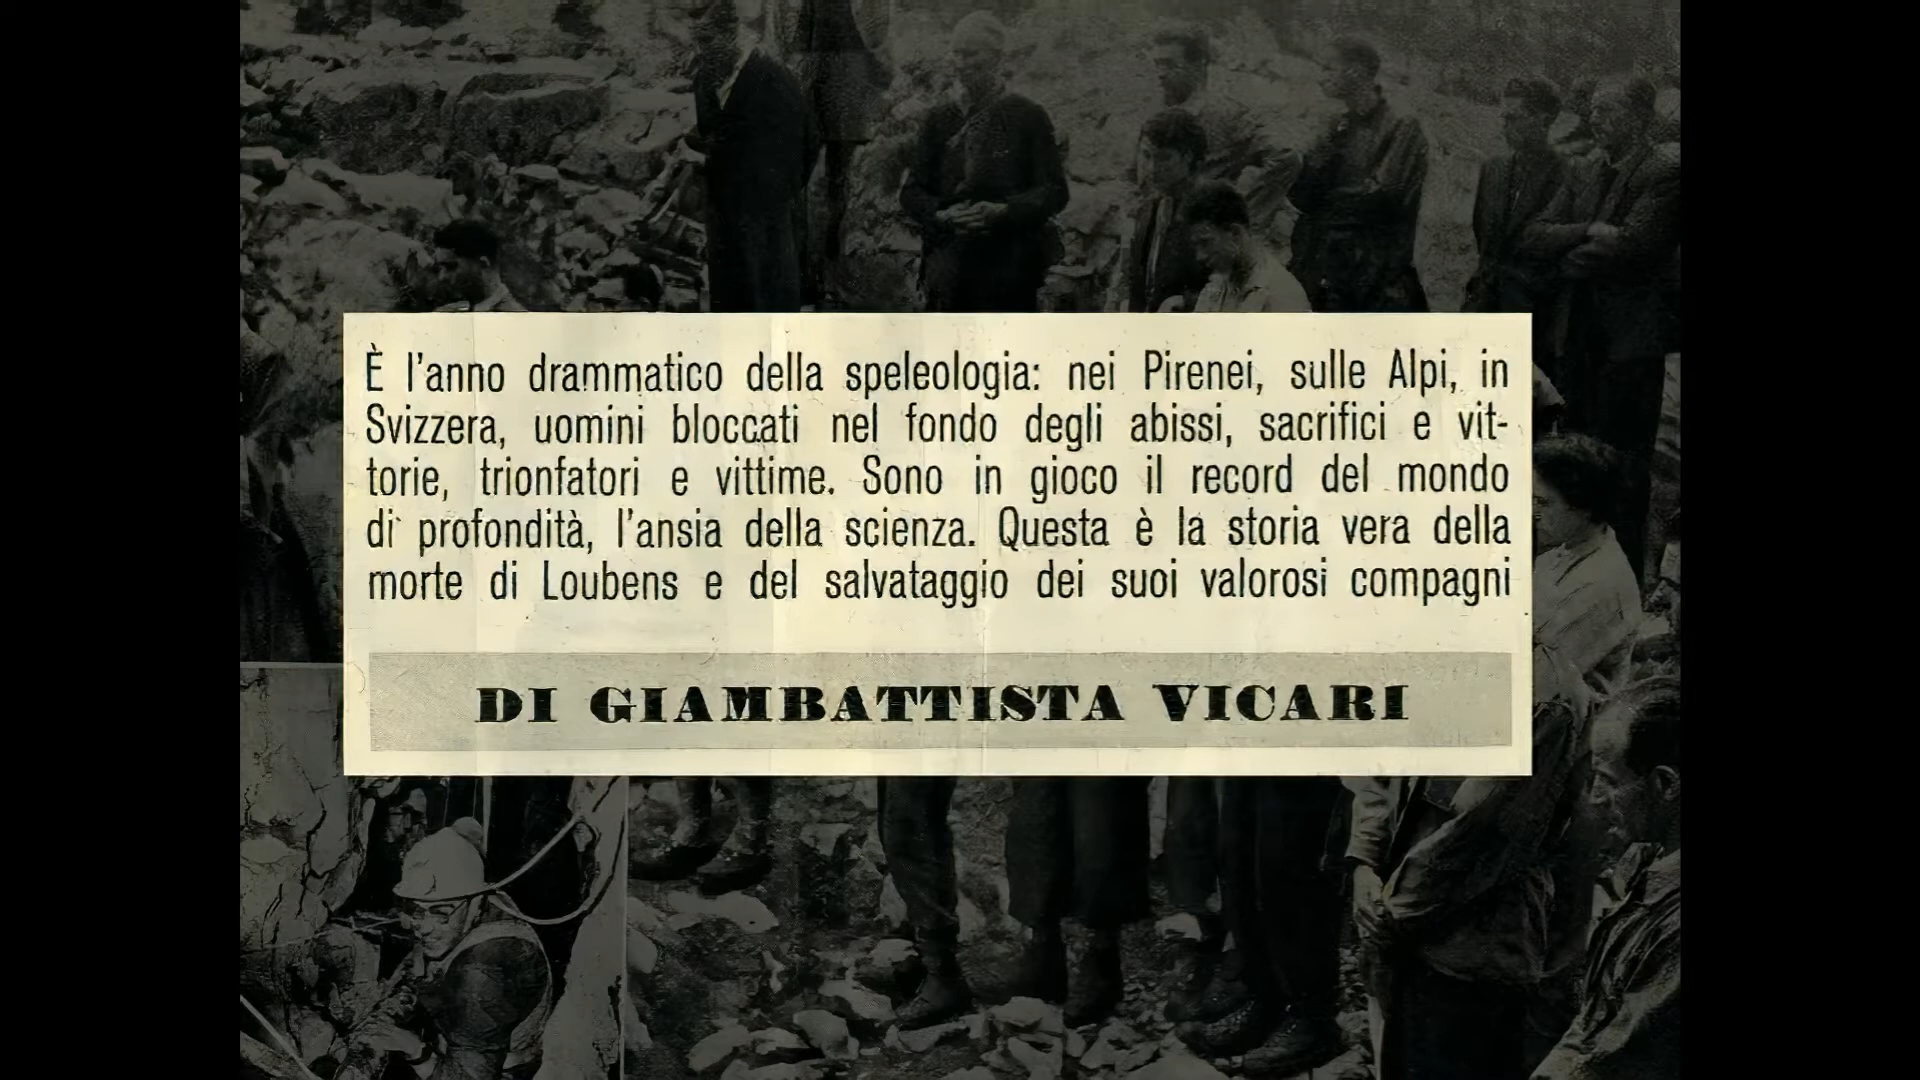 È l'anno drammatico della speleologia: nei Pirenei, sulle Alpi, in
Svizzera, uomini bloccati nel fondo degli abissi, sacrifici e vit-
torie, trionfatori e vittime. Sono in gioco il record del mondo
di profondità, l'ansia della scienza. Questa è la storia vera della
morte di Loubens e del salvataggio dei suoi valorosi compagni
DI GIAMBATTISTA VICARI